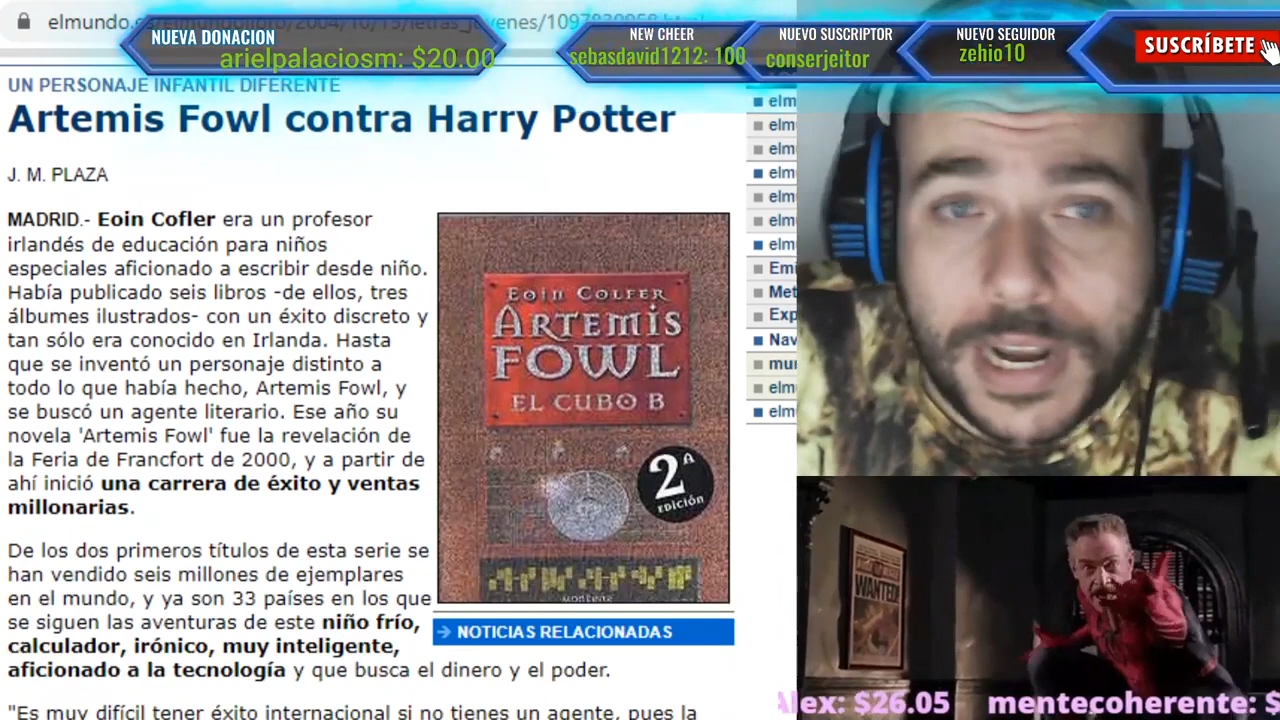 NUEVA DONACION
arielpalaciosm: $20.00
NEW CHEER
sebasdavid1212: 100
NUEVO SUSCRIPTOR
conserjeitor
NUEVO SEGUIDOR
zehio10
SUSCRÍBETE
UN PERSONAJE INFANTIL DIFERENTE
Artemis Fowl contra Harry Potter
J. M. PLAZA
MADRID.- Eoin Cofler era un profesor
irlandés de educación para niños
especiales aficionado a escribir desde niño.
Había publicado seis libros -de ellos, tres
álbumes ilustrados- con un éxito discreto y
tan sólo era conocido en Irlanda. Hasta
que se inventó un personaje distinto a
todo lo que había hecho, Artemis Fowl, y
se buscó un agente literario. Ese año su
novela 'Artemis Fowl' fue la revelación de
la Feria de Francfort de 2000, y a partir de
ahí inició una carrera de éxito y ventas
millonarias.
De los dos primeros títulos de esta serie se
han vendido seis millones de ejemplares
en el mundo, y ya son 33 países en los que
se siguen las aventuras de este niño frío,
calculador, irónico, muy inteligente,
aficionado a la tecnología y que busca el dinero y el poder.
"Es muy difícil tener éxito internacional si no tienes un agente, pues la
EOIN COLFER
ARTEMIS
FOWL
EL CUBO B
2ª
EDICIÓN
MONTENA
NOTICIAS RELACIONADAS
elm
elmu
elmu
elm
elmu
elmu
elm
Emi
Met
Exp
Nav
mun
elmu
elm
WANTED!
Alex: $26.05 mentecoherente: $